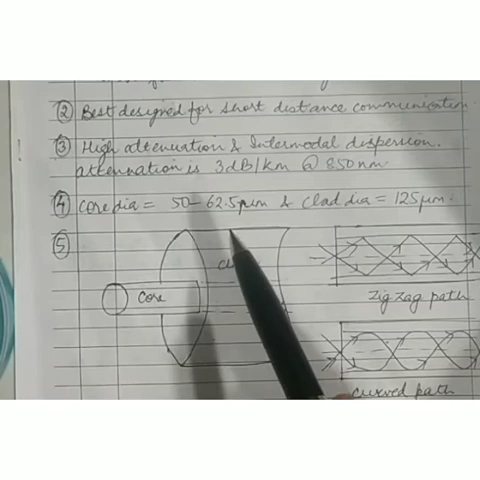 ② Best designed for short distance communication.
③ High attenuation & Intermodal dispersion.
attenuation is 3dB/km @ 850nm
④ Core dia = 50-62.5µm & Clad dia = 125µm.
⑤
Core
Zig Zag path
curved path